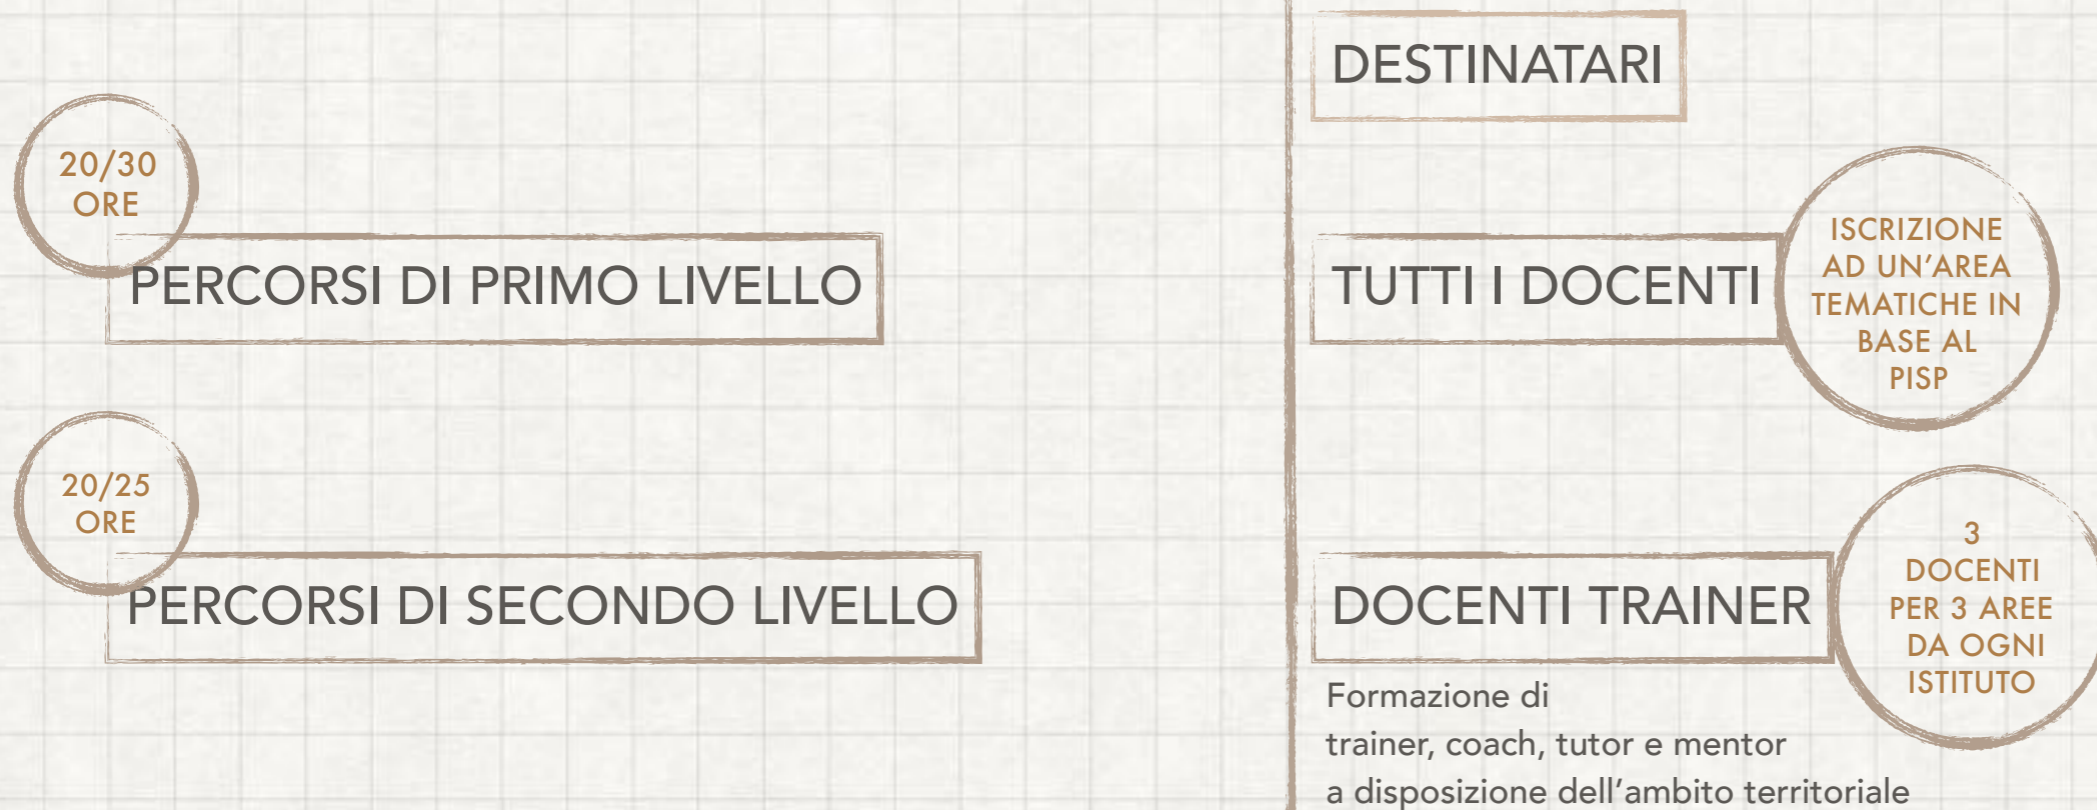 DESTINATARI
20/30
ORE
PERCORSI DI PRIMO LIVELLO
TUTTI I DOCENTI
ISCRIZIONE
AD UN’AREA
TEMATICHE IN
BASE AL
PISP
20/25
ORE
PERCORSI DI SECONDO LIVELLO
DOCENTI TRAINER
3
DOCENTI
PER 3 AREE
DA OGNI
ISTITUTO
Formazione di
trainer, coach, tutor e mentor
a disposizione dell’ambito territoriale